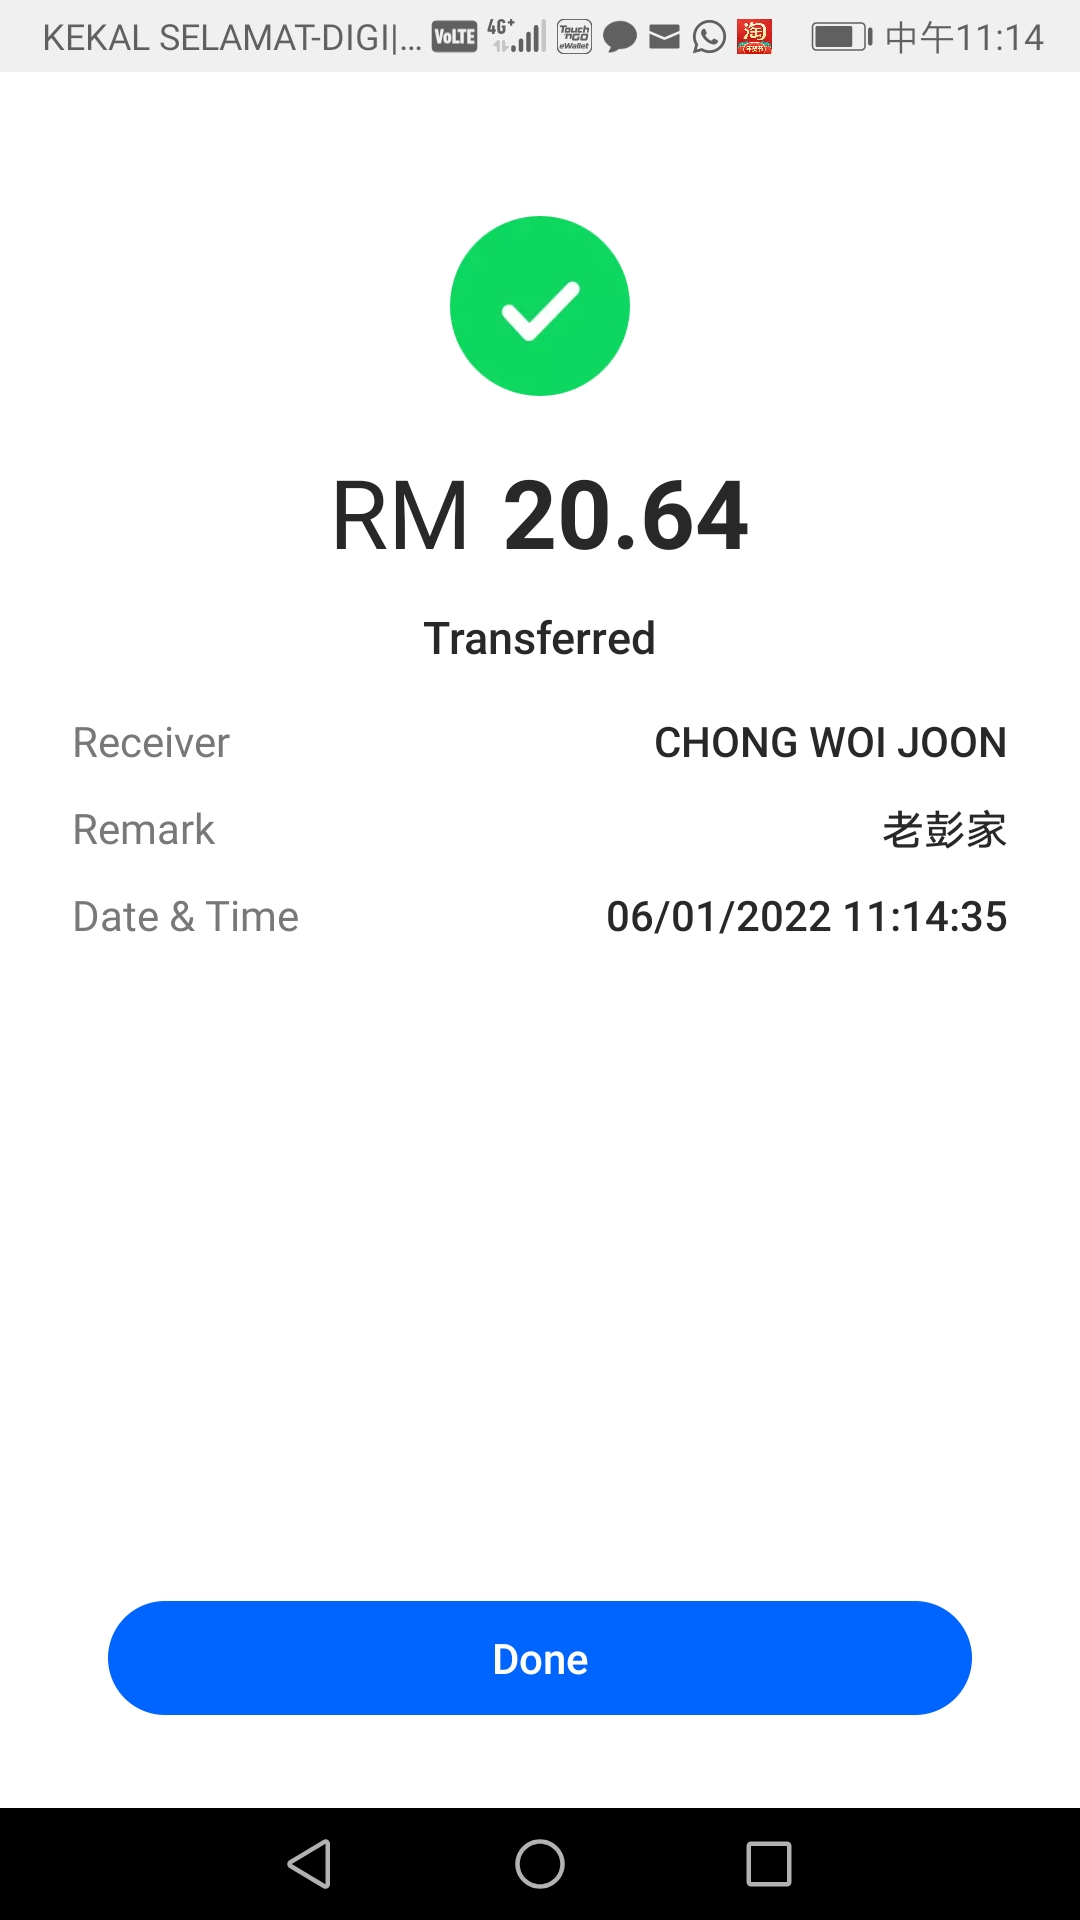 KEKAL SELAMAT-DIGI|... VoLTE 4G+ Touch 'nGO eWallet 淘 中午11:14
RM 20.64
Transferred
Receiver CHONG WOI JOON
Remark 老彭家
Date & Time 06/01/2022 11:14:35
Done